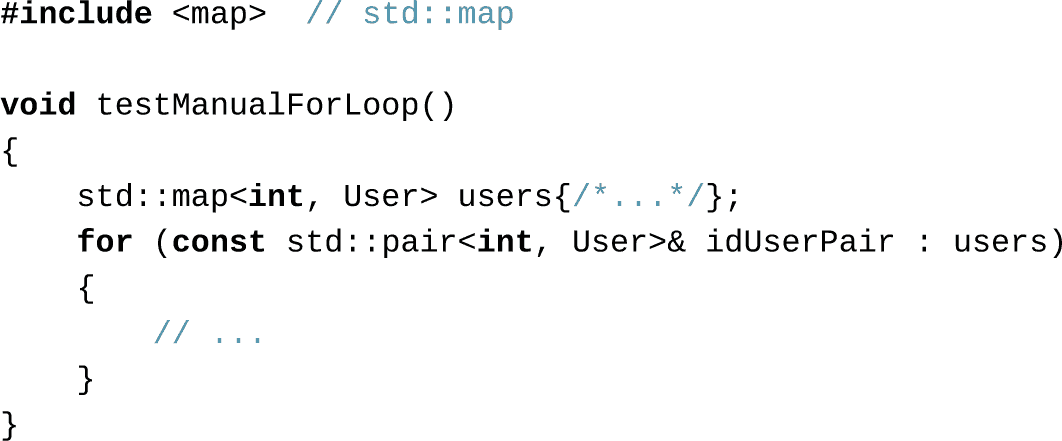 #include <map>  // std::map

void testManualForLoop()
{
    std::map<int, User> users{/*...*/};
    for (const std::pair<int, User>& idUserPair : users)
    {
        // ...
    }
}